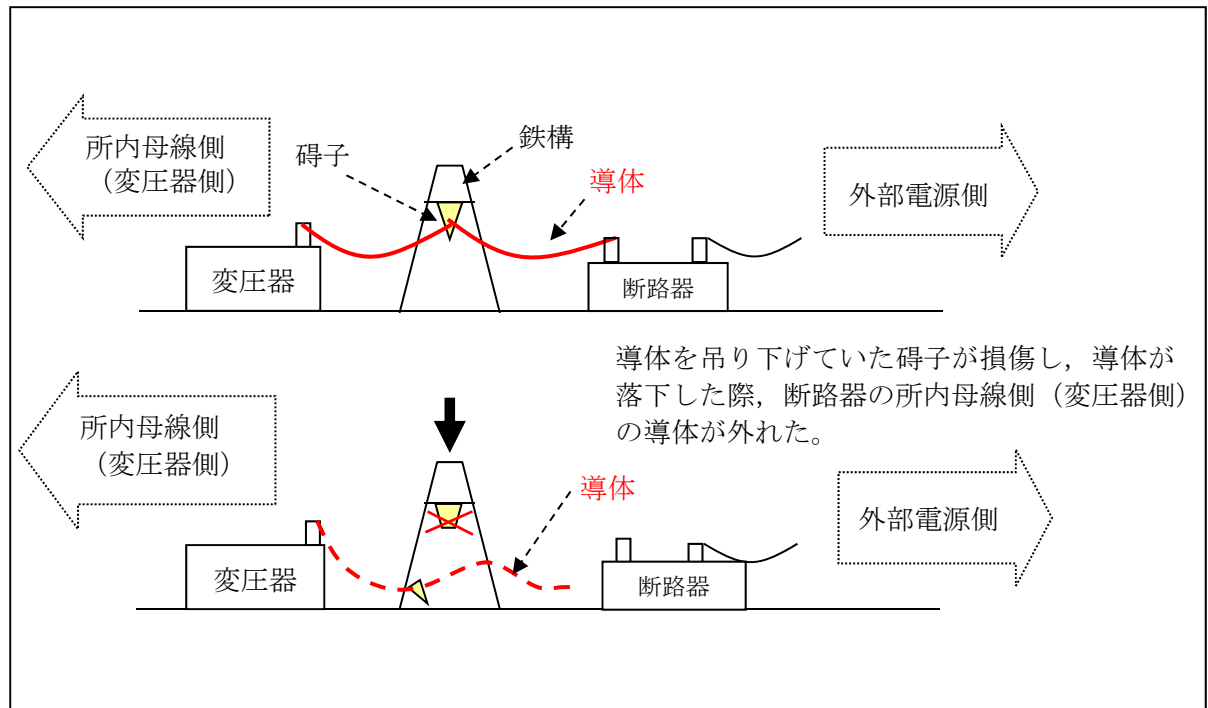 所内母線側
（変圧器側）
碍子
鉄構
導体
外部電源側
変圧器
断路器
導体を吊り下げていた碍子が損傷し，導体が
落下した際，断路器の所内母線側（変圧器側）
の導体が外れた。
所内母線側
（変圧器側）
導体
外部電源側
変圧器
断路器